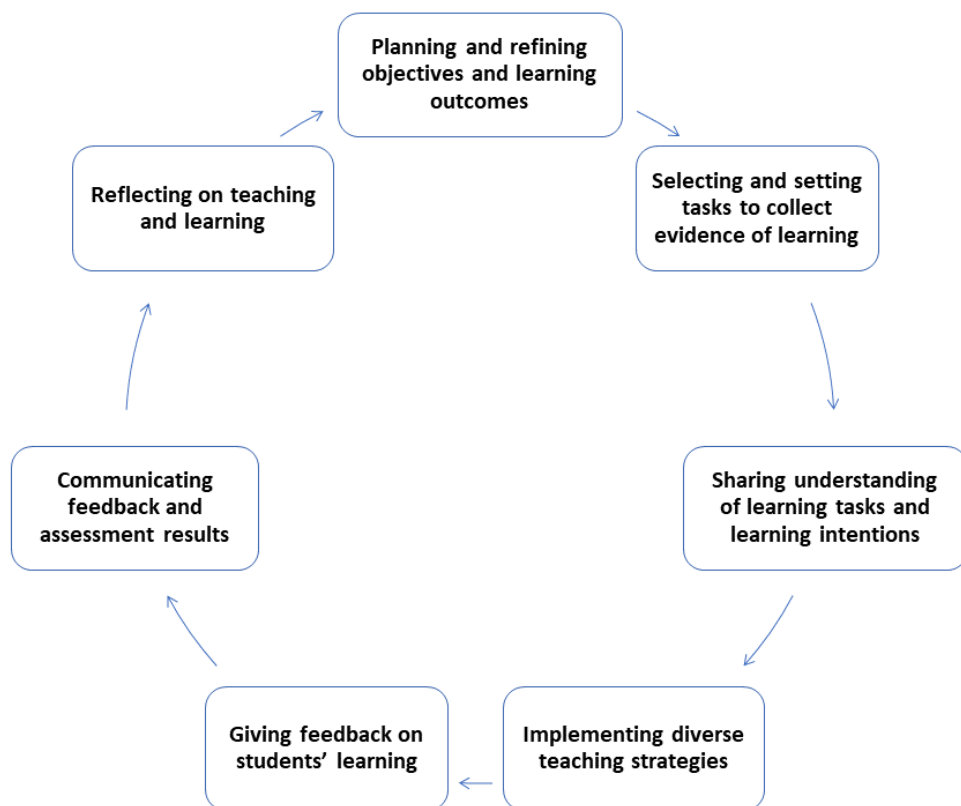 Planning and refining
objectives and learning
outcomes
Selecting and setting
tasks to collect
evidence of learning
Sharing understanding
of learning tasks and
learning intentions
Implementing diverse
teaching strategies
Giving feedback on
students’ learning
Communicating
feedback and
assessment results
Reflecting on teaching
and learning